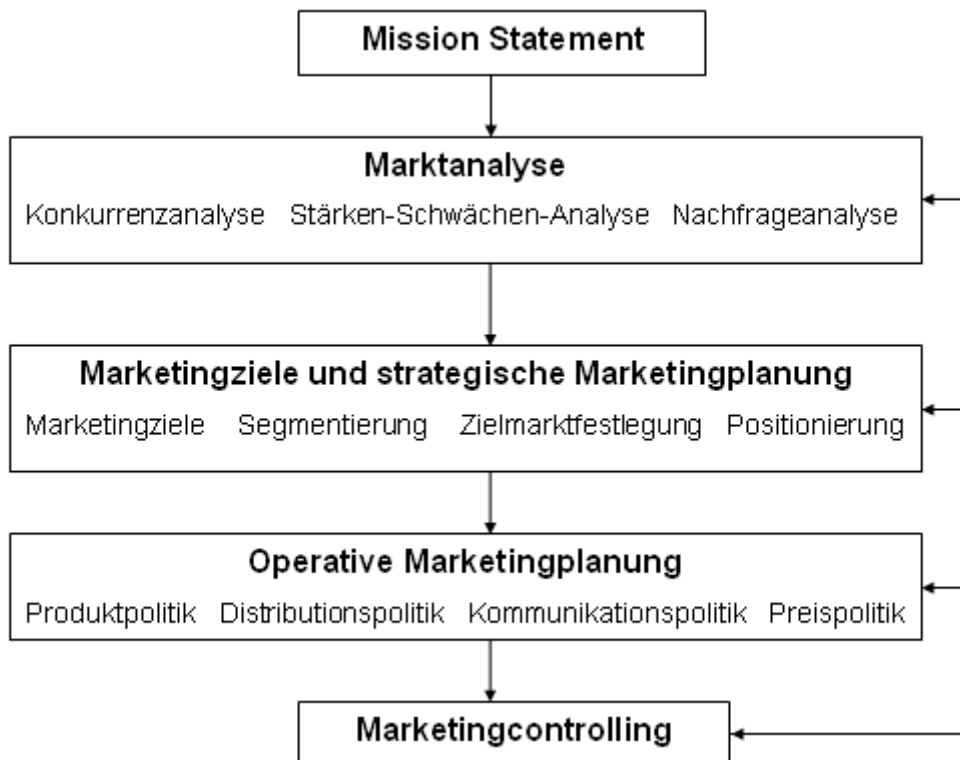 Mission Statement
Marktanalyse
Konkurrenzanalyse Stärken-Schwächen-Analyse Nachfrageanalyse
Marketingziele und strategische Marketingplanung
Marketingziele Segmentierung Zielmarktfestlegung Positionierung
Operative Marketingplanung
Produktpolitik Distributionspolitik Kommunikationspolitik Preispolitik
Marketingcontrolling